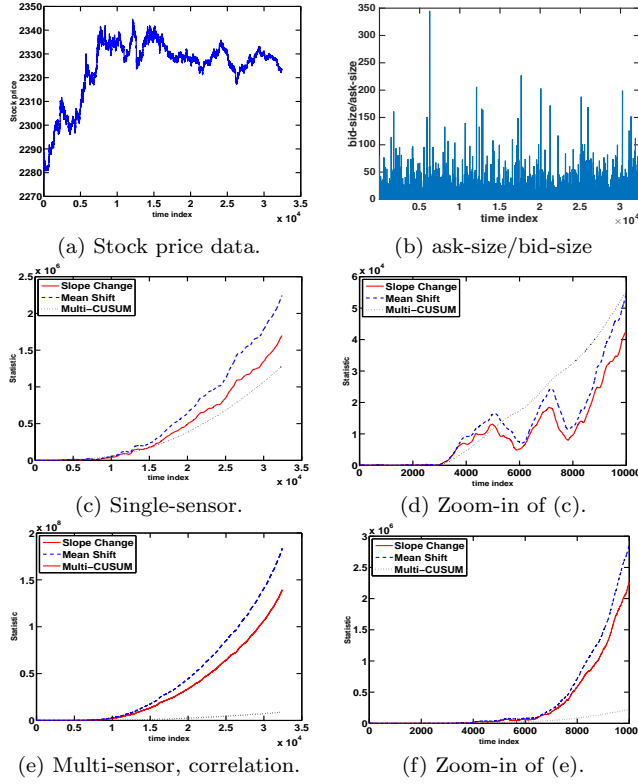 2350
2340
2330
2320
2310
2300
2290
2280
2270
Stock price
0 0.5 1 1.5 2 2.5 3 3.5
time index
x 10^4
350
300
250
200
150
100
50
0
bid-size/ask-size
0.5 1 1.5 2 2.5 3
time index
×10^4
(a) Stock price data.
(b) ask-size/bid-size
x 10^6
2.5
2
1.5
1
0.5
0
Statistic
Slope Change
Mean Shift
Multi−CUSUM
0 0.5 1 1.5 2 2.5 3 3.5
time index
x 10^4
x 10^4
6
5
4
3
2
1
0
Statistic
Slope Change
Mean Shift
Multi−CUSUM
0 2000 4000 6000 8000 10000
time index
(c) Single-sensor.
(d) Zoom-in of (c).
x 10^8
2
1.5
1
0.5
0
Statistic
Slope Change
Mean Shift
Multi−CUSUM
0 0.5 1 1.5 2 2.5 3 3.5
time index
x 10^4
x 10^6
3
2.5
2
1.5
1
0.5
0
Statistic
Slope Change
Mean Shift
Multi−CUSUM
0 2000 4000 6000 8000 10000
time index
(e) Multi-sensor, correlation.
(f) Zoom-in of (e).